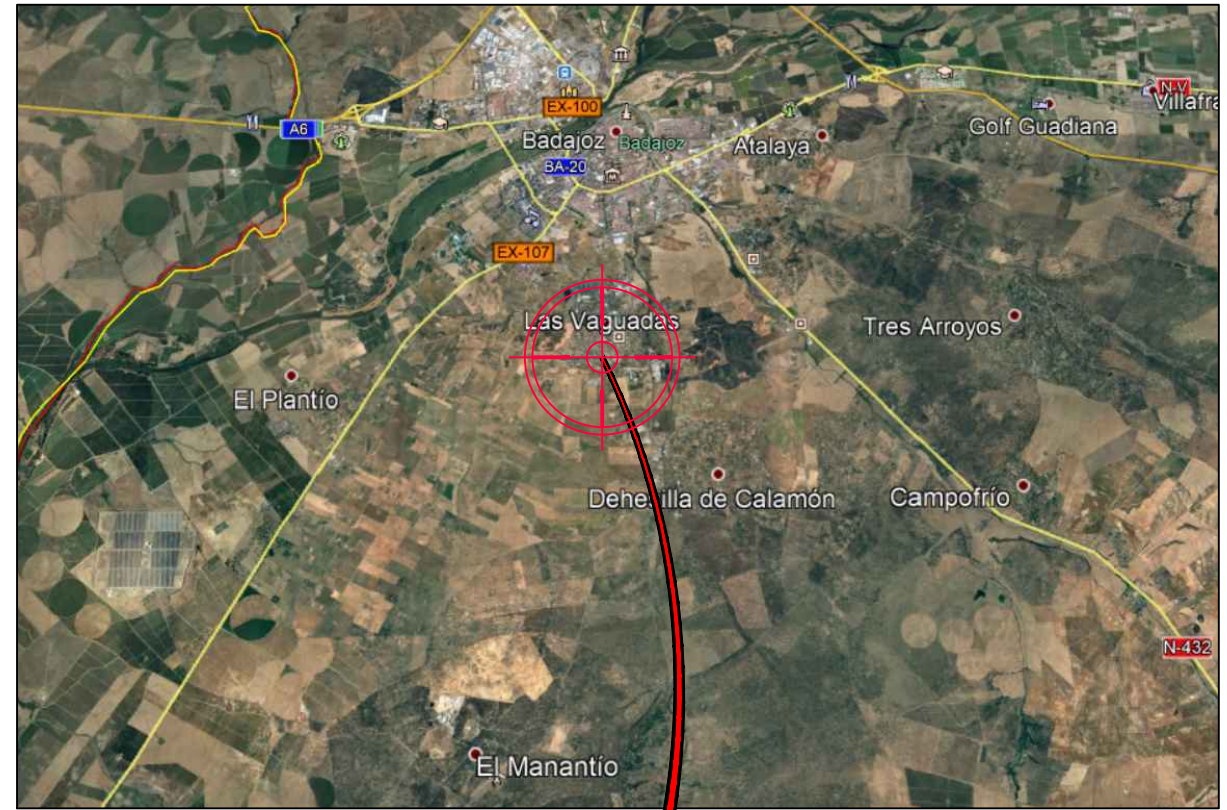 N-V
Villafra
EX-100
Golf Guadiana
A6
Badajoz
Badajoz
Atalaya
BA-20
EX-107
Las Vaguadas
Tres Arroyos
El Plantío
Dehesilla de Calamón
Campofrío
N-432
El Manantío